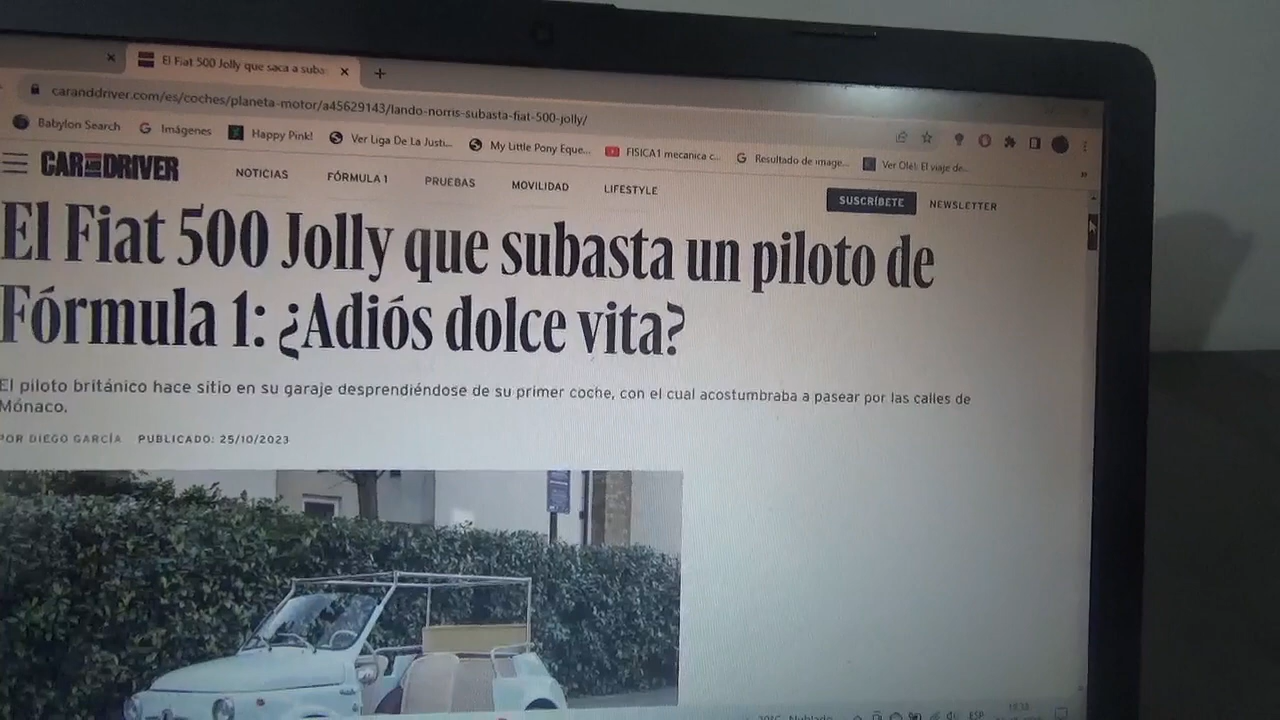 El Fiat 500 Jolly que saca a suba
caranddriver.com/es/coches/planeta-motor/a45629143/lando-norris-subasta-fiat-500-jolly/
Babylon Search Imágenes Happy Pink! Ver Liga De La Justi... My Little Pony Eque... FISICA1 mecanica c... Resultado de image... Ver Olé! El viaje de...
CAR AND DRIVER NOTICIAS FÓRMULA 1 PRUEBAS MOVILIDAD LIFESTYLE SUSCRÍBETE NEWSLETTER
El Fiat 500 Jolly que subasta un piloto de
Fórmula 1: ¿Adiós dolce vita?
El piloto británico hace sitio en su garaje desprendiéndose de su primer coche, con el cual acostumbraba a pasear por las calles de
Mónaco.
POR DIEGO GARCÍA PUBLICADO: 25/10/2023
ESP